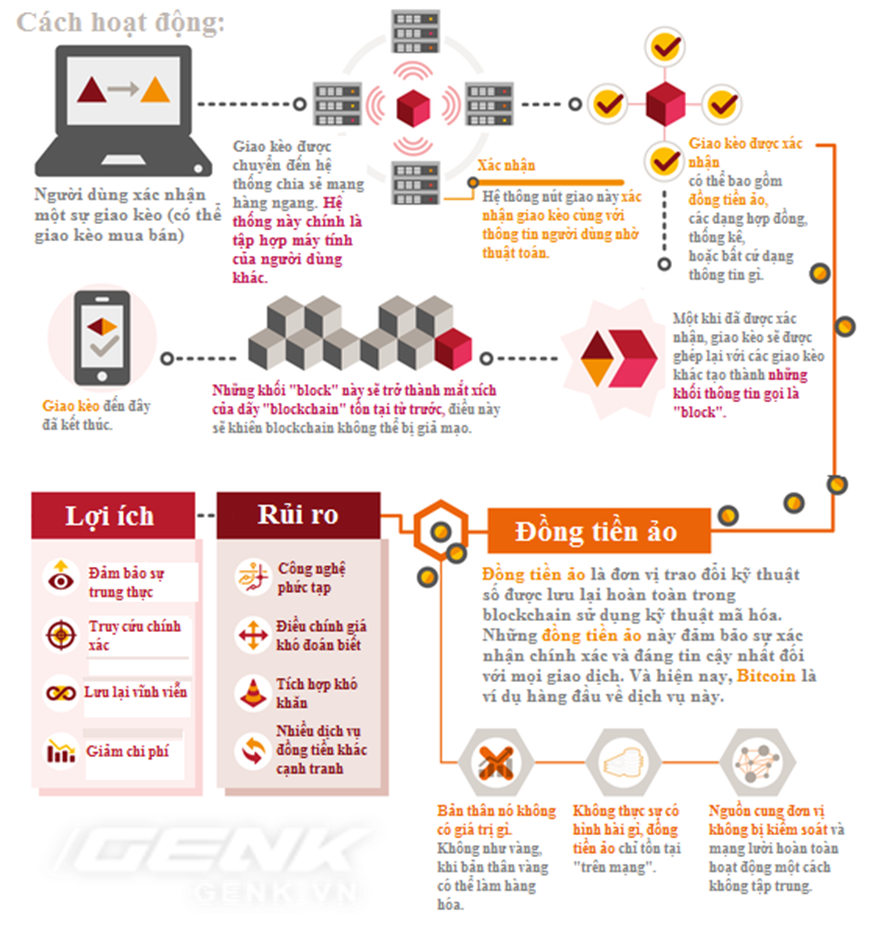 Cách hoạt động:
Người dùng xác nhận
một sự giao kèo (có thể
giao kèo mua bán)
Giao kèo được
chuyển đến hệ
thống chia sẻ mạng
hàng ngang. Hệ
thống này chính là
tập hợp máy tính
của người dùng
khác.
Xác nhận
Hệ thông nút giao này xác
nhận giao kèo cùng với
thông tin người dùng nhờ
thuật toán.
Giao kèo được xác
nhận
có thể bao gồm
đồng tiền ảo,
các dạng hợp đồng,
thống kê,
hoặc bất cứ dạng
thông tin gì.
Một khi đã được xác
nhận, giao kèo sẽ được
ghép lại với các giao kèo
khác tạo thành những
khối thông tin gọi là
"block".
Những khối "block" này sẽ trở thành mắt xích
của dãy "blockchain" tồn tại từ trước, điều này
sẽ khiên blockchain không thể bị giả mạo.
Giao kèo đến đây
đã kết thúc.
Lợi ích
Đảm bảo sự
trung thực
Truy cứu chính
xác
Lưu lại vĩnh viễn
Giảm chi phí
Rủi ro
Công nghệ
phức tạp
Điều chỉnh giá
khó đoán biết
Tích hợp khó
khăn
Nhiều dịch vụ
đồng tiền khác
cạnh tranh
Đồng tiền ảo
Đồng tiền ảo là đơn vị trao đổi kỹ thuật
số được lưu lại hoàn toàn trong
blockchain sử dụng kỹ thuật mã hóa.
Những đồng tiền ảo này đảm bảo sự xác
nhận chính xác và đáng tin cậy nhất đối
với mọi giao dịch. Và hiện nay, Bitcoin là
ví dụ hàng đầu về dịch vụ này.
Bản thân nó không
có giá trị gì.
Không như vàng,
khi bản thân vàng
có thể làm hàng
hóa.
Không thực sự có
hình hài gì, đồng
tiền ảo chỉ tồn tại
"trên mạng".
Nguồn cung đơn vị
không bị kiểm soát và
mạng lưới hoàn toàn
hoạt động một cách
không tập trung.
GENK
GENK.VN